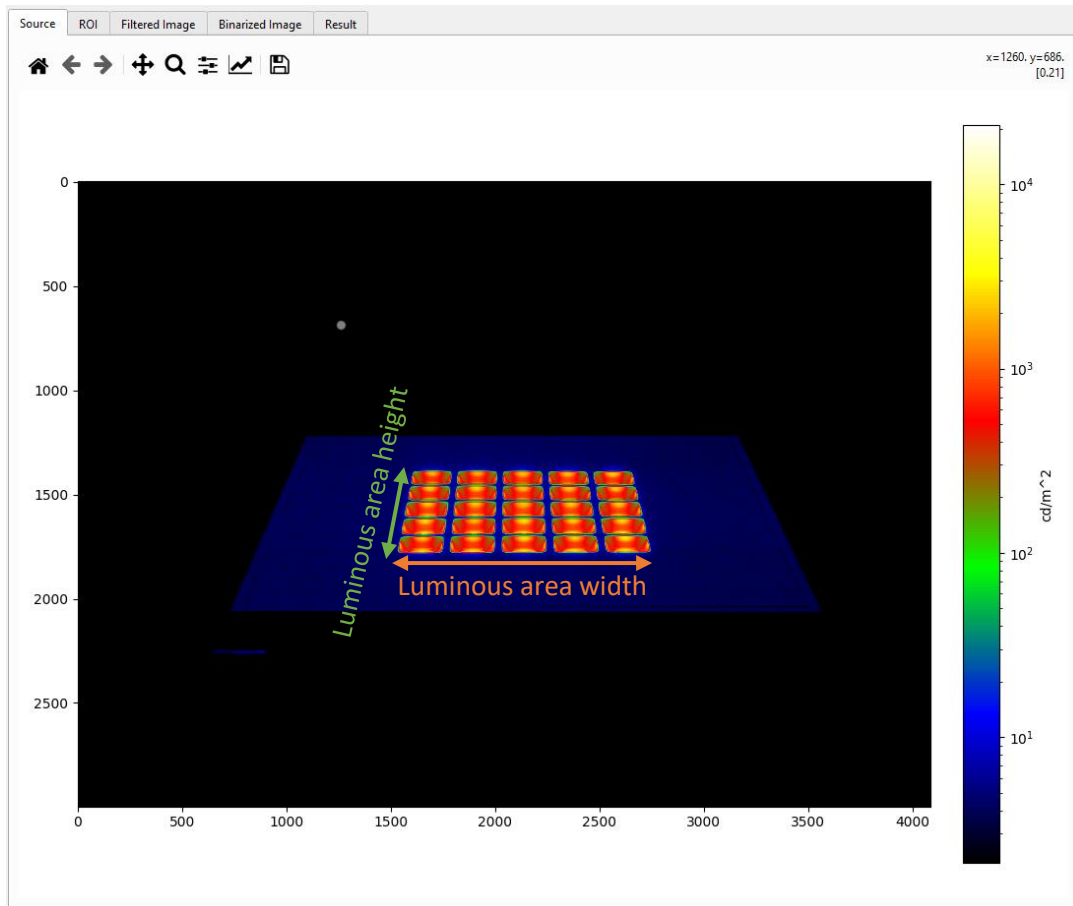 Source ROI Filtered Image Binarized Image Result
x=1260. y=686.
[0.21]
0
500
1000
1500
2000
2500
0 500 1000 1500 2000 2500 3000 3500 4000
Luminous area height
Luminous area width
10^4
10^3
10^2
10^1
cd/m^2